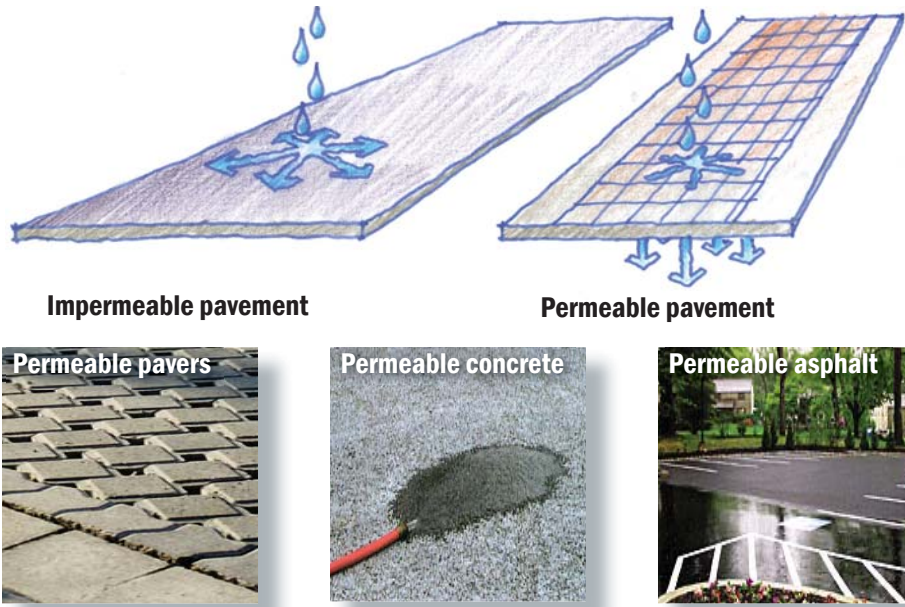 Impermeable pavement
Permeable pavement
Permeable pavers
Permeable concrete
Permeable asphalt